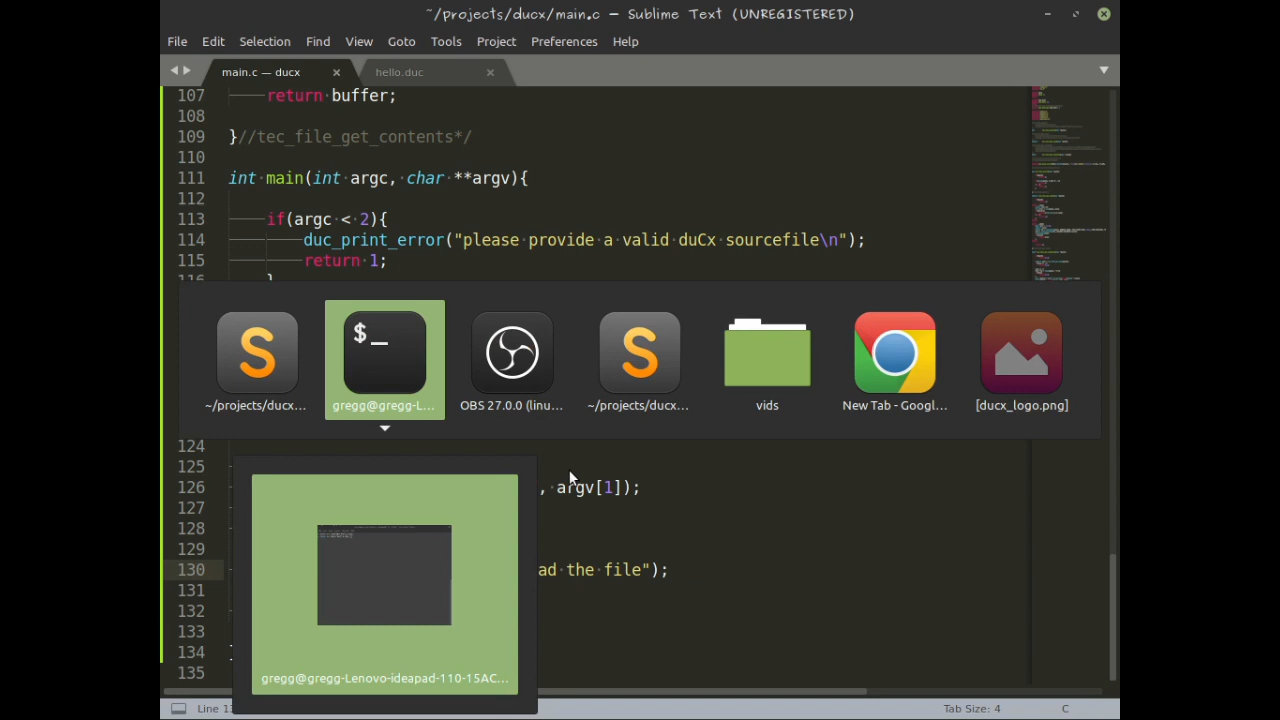 ~/projects/ducx/main.c — Sublime Text (UNREGISTERED)
File Edit Selection Find View Goto Tools Project Preferences Help
main.c — ducx hello.duc
107 return buffer;
108
109 }//tec_file_get_contents*/
110
111 int main(int argc, char **argv){
112
113 if(argc < 2){
114 duc_print_error("please provide a valid duCx sourcefile\n");
115 return 1;
116 }
$_
~/projects/ducx... gregg@gregg-L... OBS 27.0.0 (linu... ~/projects/ducx... vids New Tab - Googl... [ducx_logo.png]
124
125
126 , argv[1]);
127
128
129
130 ad the file");
131
132
133
134 }
135
gregg@gregg-Lenovo-ideapad-110-15AC...
Line 13 Tab Size: 4 C